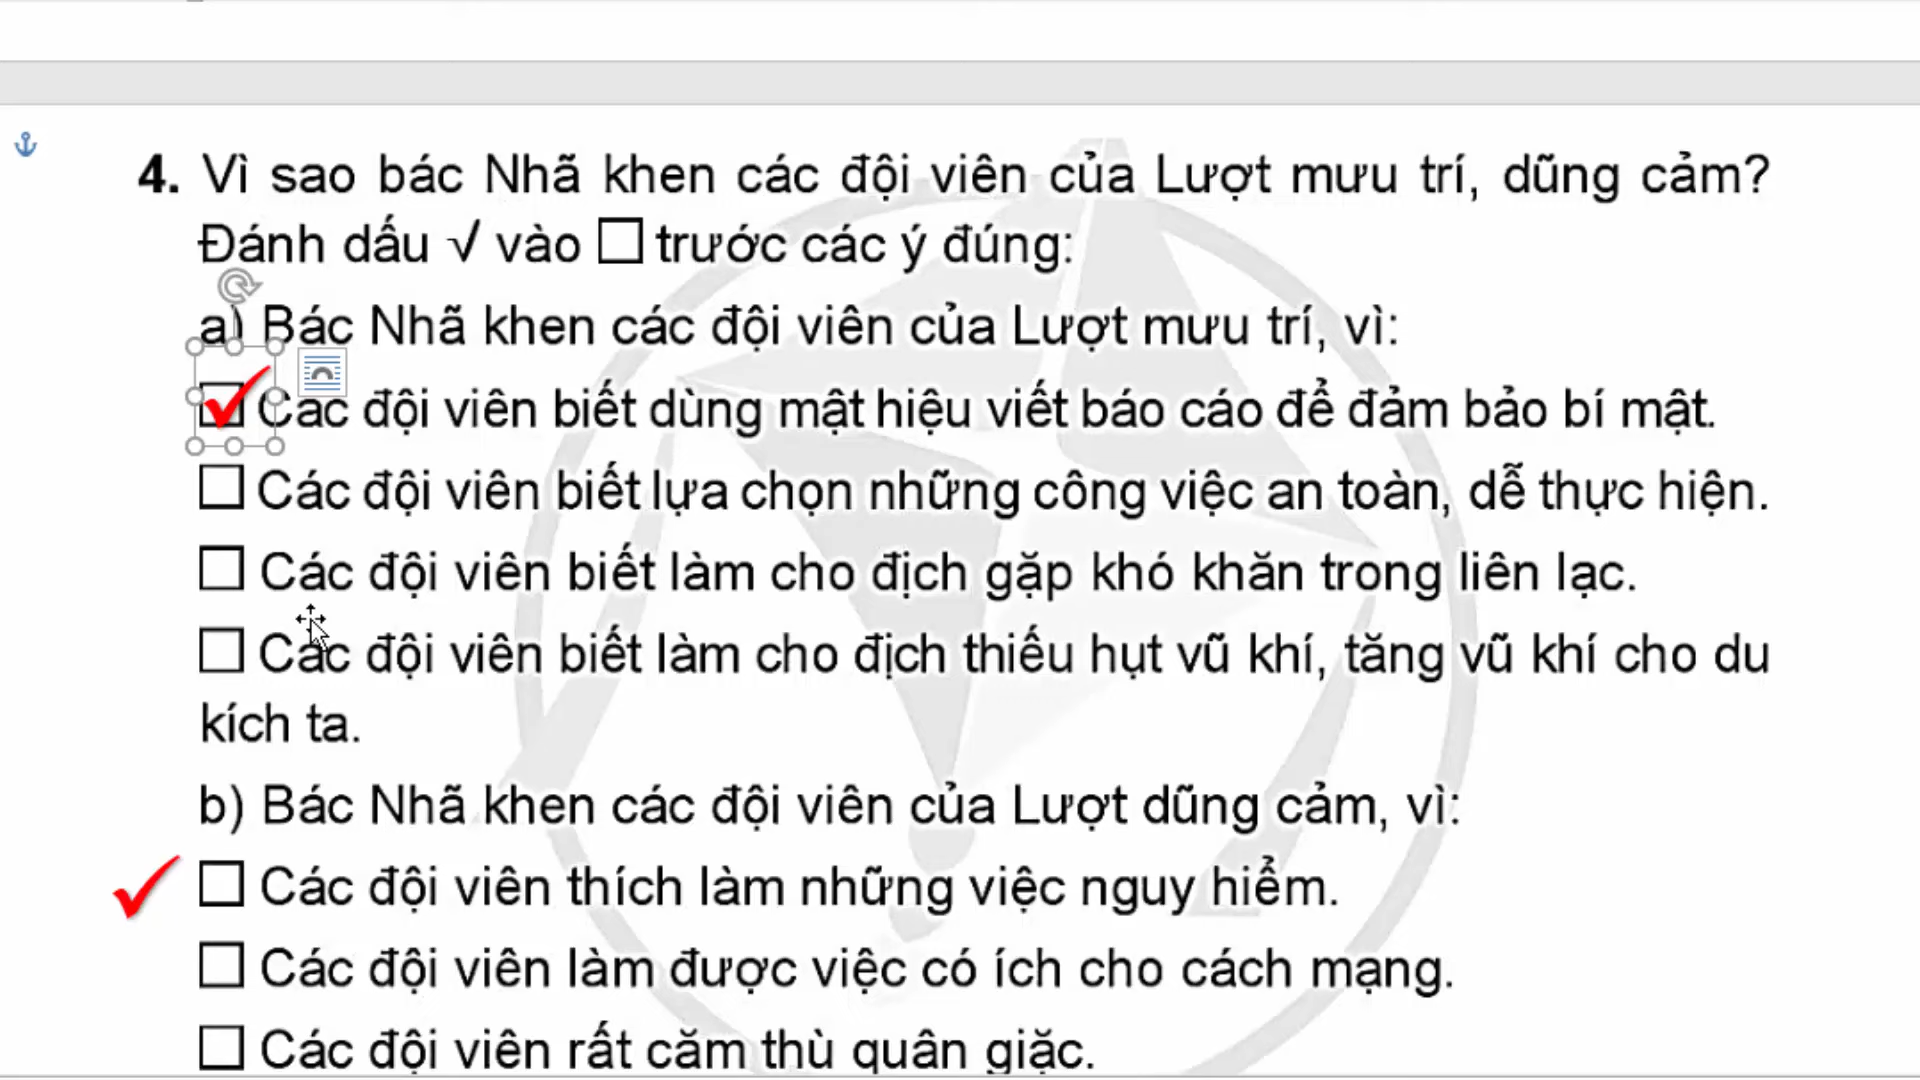 4. Vì sao bác Nhã khen các đội viên của Lượt mưu trí, dũng cảm?
Đánh dấu √ vào □ trước các ý đúng:
a) Bác Nhã khen các đội viên của Lượt mưu trí, vì:
□ Các đội viên biết dùng mật hiệu viết báo cáo để đảm bảo bí mật.
□ Các đội viên biết lựa chọn những công việc an toàn, dễ thực hiện.
□ Các đội viên biết làm cho địch gặp khó khăn trong liên lạc.
□ Các đội viên biết làm cho địch thiếu hụt vũ khí, tăng vũ khí cho du
kích ta.
b) Bác Nhã khen các đội viên của Lượt dũng cảm, vì:
□ Các đội viên thích làm những việc nguy hiểm.
□ Các đội viên làm được việc có ích cho cách mạng.
□ Các đội viên rất căm thù quân giặc.